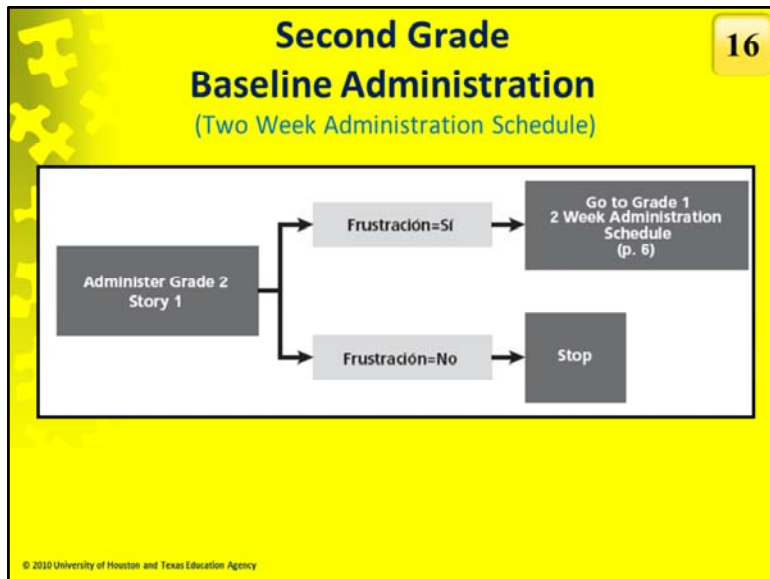 Second Grade
Baseline Administration
(Two Week Administration Schedule)
16
Administer Grade 2
Story 1
Frustración=Sí
Go to Grade 1
2 Week Administration
Schedule
(p. 6)
Frustración=No
Stop
© 2010 University of Houston and Texas Education Agency